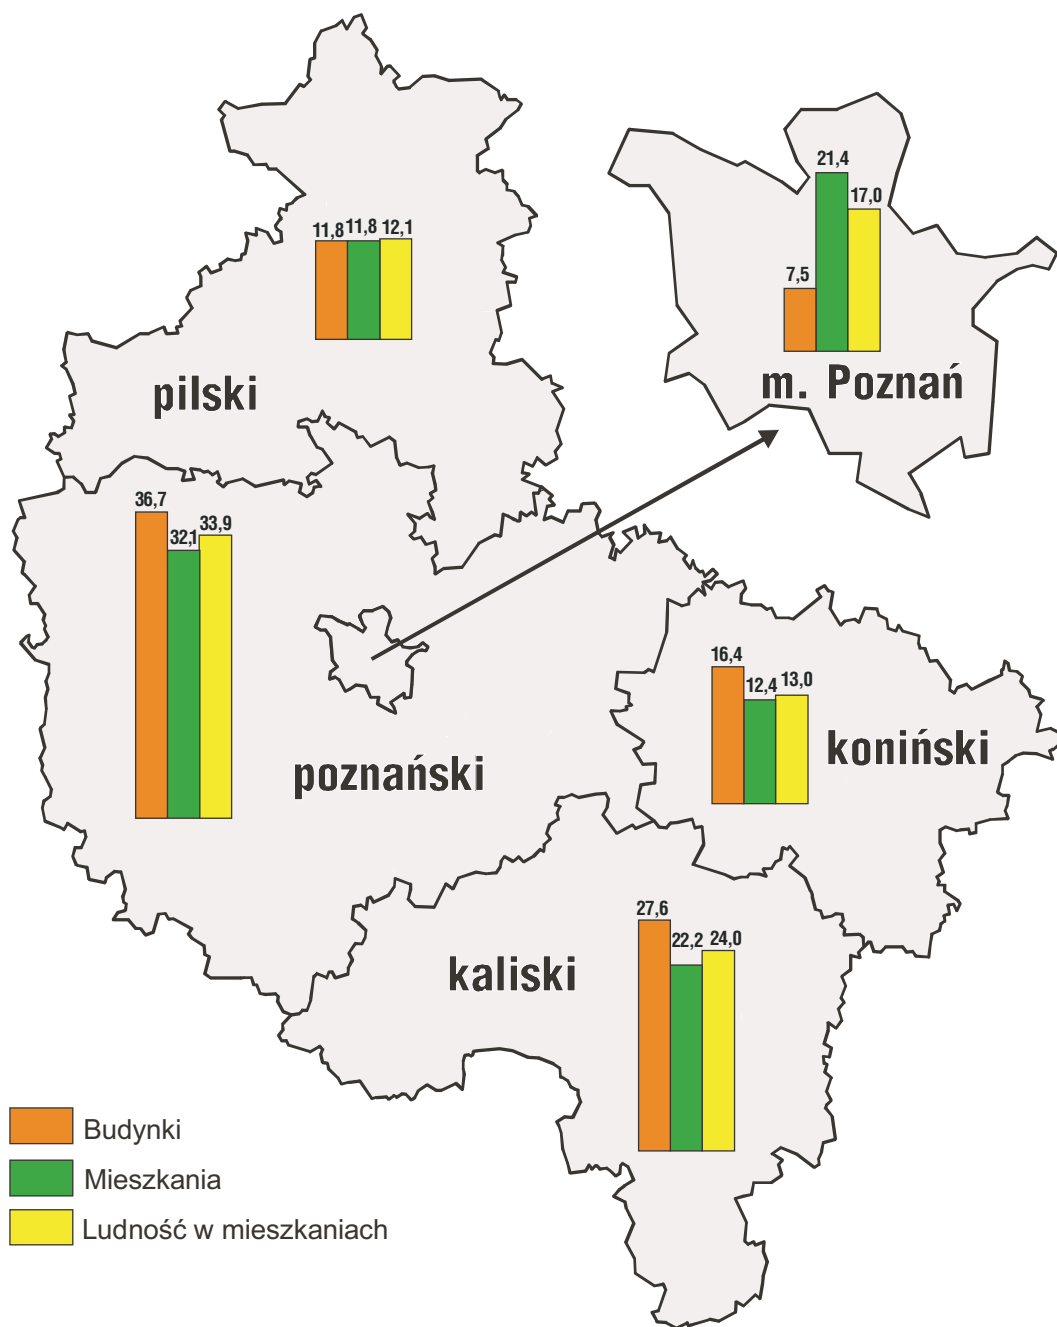 11,8 11,8 12,1
pilski
21,4
17,0
7,5
m. Poznań
36,7
32,1
33,9
poznański
16,4
12,4
13,0
koniński
27,6
22,2
24,0
kaliski
Budynki
Mieszkania
Ludność w mieszkaniach